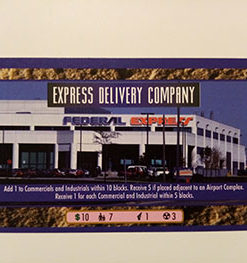 EXPRESS DELIVERY COMPANY
FEDERAL EXPRESS
Add 1 to Commercials and Industrials within 10 blocks. Receive 5 if placed adjacent to an Airport Complex.
Receive 1 for each Commercial and Industrial within 5 blocks.
$10 7 1 3